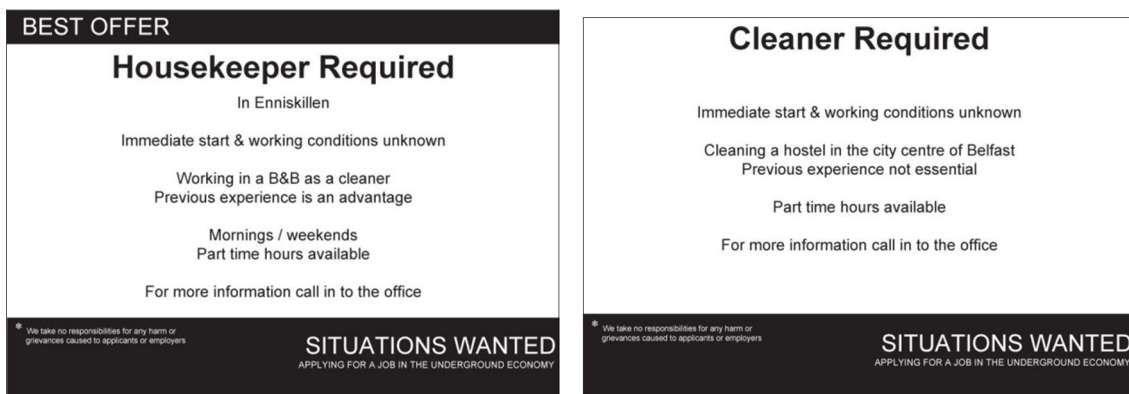 BEST OFFER
Housekeeper Required
In Enniskillen
Immediate start & working conditions unknown
Working in a B&B as a cleaner
Previous experience is an advantage
Mornings / weekends
Part time hours available
For more information call in to the office
* We take no responsibilities for any harm or
grievances caused to applicants or employers
SITUATIONS WANTED
APPLYING FOR A JOB IN THE UNDERGROUND ECONOMY
Cleaner Required
Immediate start & working conditions unknown
Cleaning a hostel in the city centre of Belfast
Previous experience not essential
Part time hours available
For more information call in to the office
* We take no responsibilities for any harm or
grievances caused to applicants or employers
SITUATIONS WANTED
APPLYING FOR A JOB IN THE UNDERGROUND ECONOMY